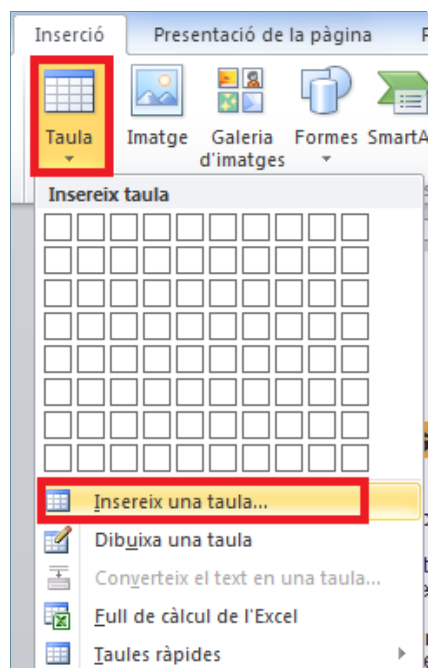 Inserció Presentació de la pàgina
Taula Imatge Galeria d'imatges Formes SmartA
Insereix taula
Insereix una taula...
Dibuixa una taula
Converteix el text en una taula...
Full de càlcul de l'Excel
Taules ràpides